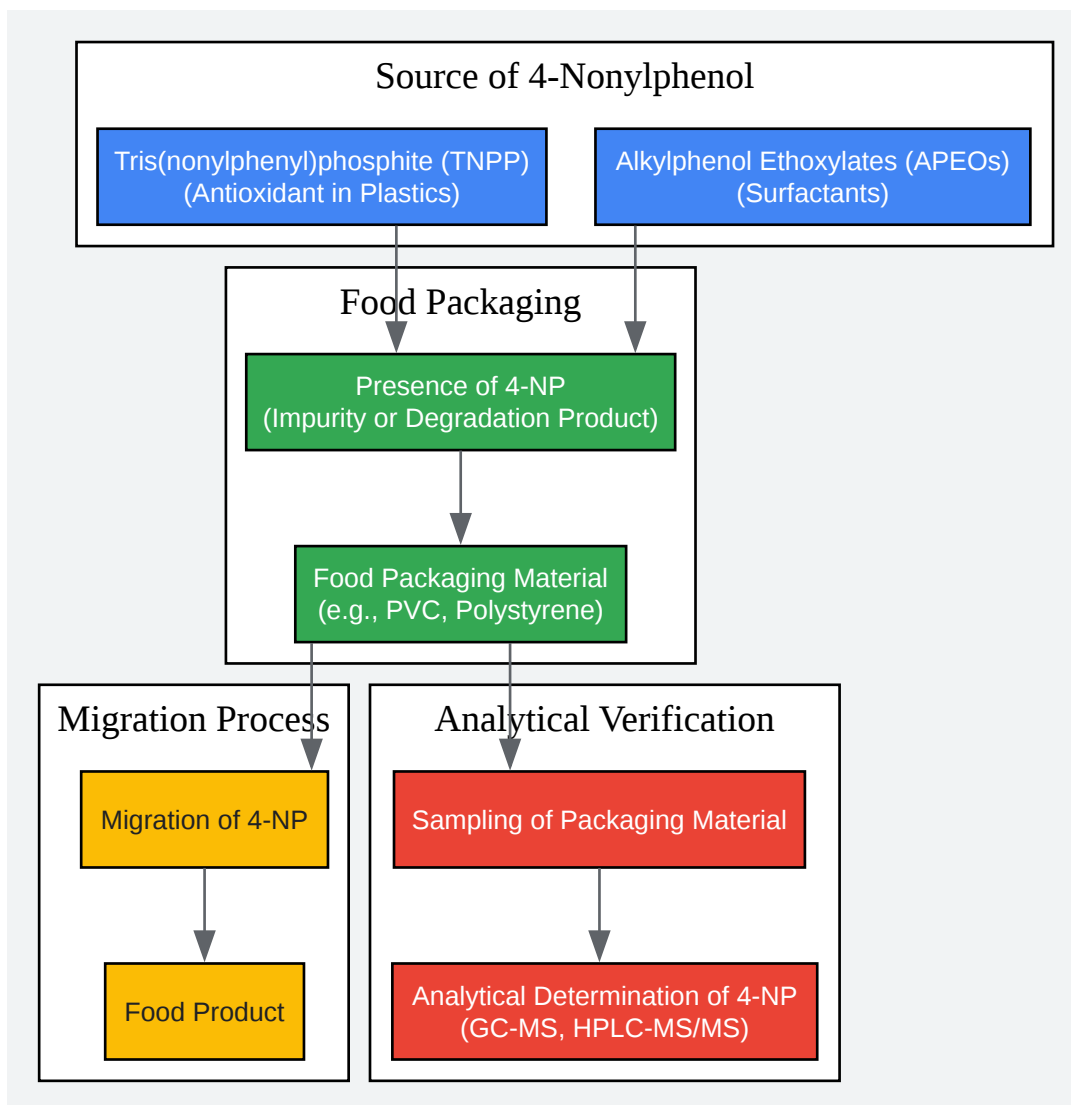 Source of 4-Nonylphenol
Tris(nonylphenyl)phosphite (TNPP)
(Antioxidant in Plastics)
Alkylphenol Ethoxylates (APEOs)
(Surfactants)
Food Packaging
Presence of 4-NP
(Impurity or Degradation Product)
Food Packaging Material
(e.g., PVC, Polystyrene)
Migration Process
Migration of 4-NP
Food Product
Analytical Verification
Sampling of Packaging Material
Analytical Determination of 4-NP
(GC-MS, HPLC-MS/MS)